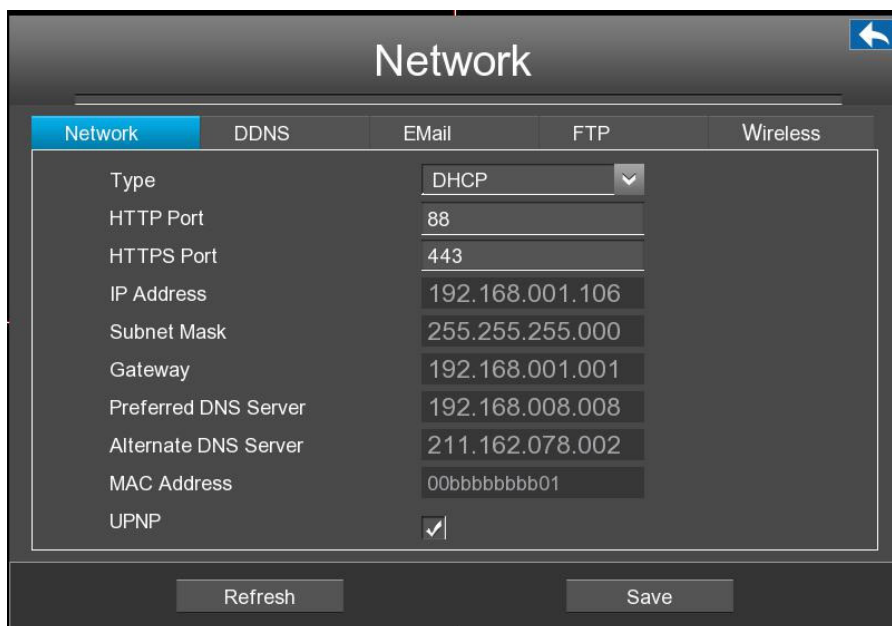 Network
Network DDNS EMail FTP Wireless
Type DHCP
HTTP Port 88
HTTPS Port 443
IP Address 192.168.001.106
Subnet Mask 255.255.255.000
Gateway 192.168.001.001
Preferred DNS Server 192.168.008.008
Alternate DNS Server 211.162.078.002
MAC Address 00bbbbbbbb01
UPNP
Refresh Save